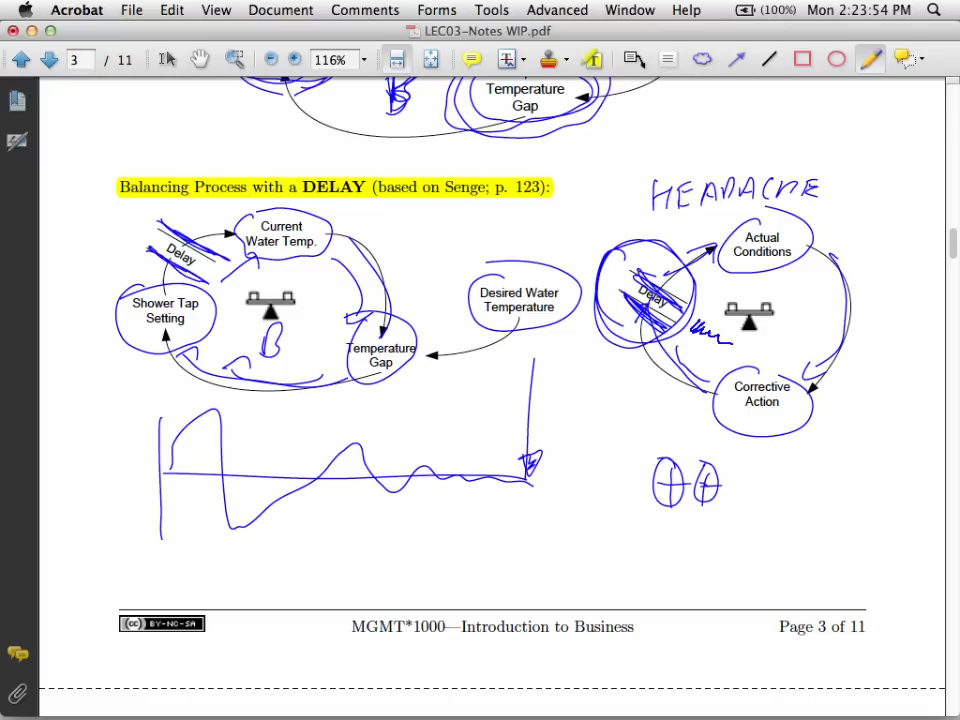 Acrobat File Edit View Document Comments Forms Tools Advanced Window Help (100%) Mon 2:23:54 PM
LEC03–Notes WIP.pdf
3 / 11 116%
Temperature
Gap
B
Balancing Process with a DELAY (based on Senge; p. 123):
HEADACHE
Current
Water Temp.
Delay
Shower Tap
Setting
B
Temperature
Gap
Desired Water
Temperature
Actual
Conditions
Delay
Corrective
Action
(cc) BY-NC-SA
MGMT*1000—Introduction to Business
Page 3 of 11